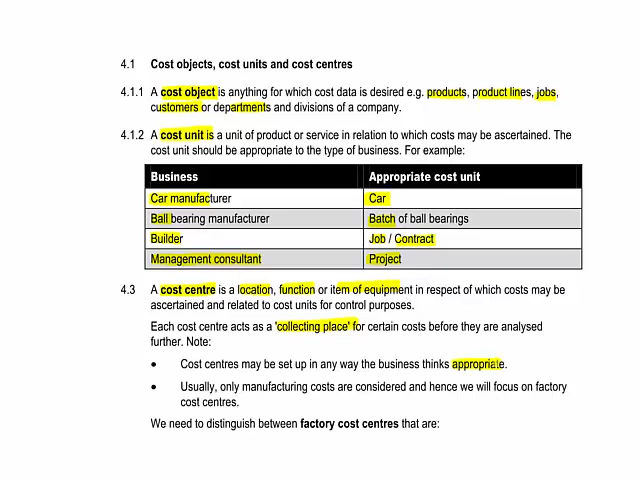 4.1 Cost objects, cost units and cost centres
4.1.1 A cost object is anything for which cost data is desired e.g. products, product lines, jobs,
customers or departments and divisions of a company.
4.1.2 A cost unit is a unit of product or service in relation to which costs may be ascertained. The
cost unit should be appropriate to the type of business. For example:
Business Appropriate cost unit
Car manufacturer Car
Ball bearing manufacturer Batch of ball bearings
Builder Job / Contract
Management consultant Project
4.3 A cost centre is a location, function or item of equipment in respect of which costs may be
ascertained and related to cost units for control purposes.
Each cost centre acts as a 'collecting place' for certain costs before they are analysed
further. Note:
• Cost centres may be set up in any way the business thinks appropriate.
• Usually, only manufacturing costs are considered and hence we will focus on factory
cost centres.
We need to distinguish between factory cost centres that are: